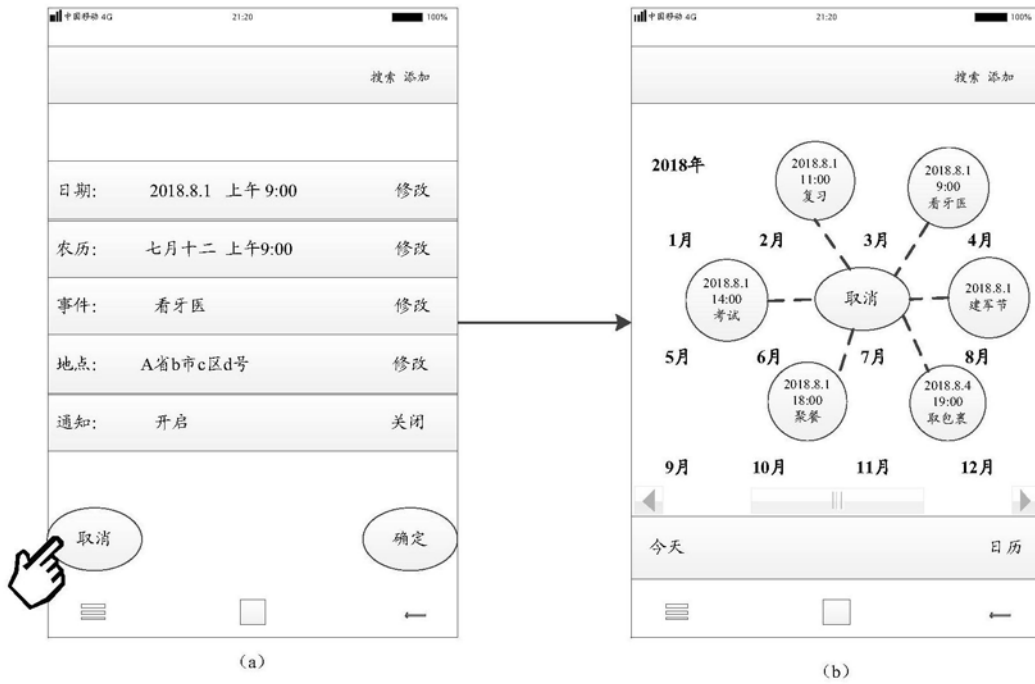 中国移动 4G 21:20 100%
搜索 添加
日期: 2018.8.1 上午 9:00 修改
农历: 七月十二 上午9:00 修改
事件: 看牙医 修改
地点: A省b市c区d号 修改
通知: 开启 关闭
取消 确定
(a)
中国移动 4G 21:20 100%
搜索 添加
2018年
2018.8.1
11:00
复习
2018.8.1
9:00
看牙医
1月 2月 3月 4月
2018.8.1
14:00
考试
取消
2018.8.1
建军节
5月 6月 7月 8月
2018.8.1
18:00
聚餐
2018.8.4
19:00
取包裹
9月 10月 11月 12月
今天 日历
(b)